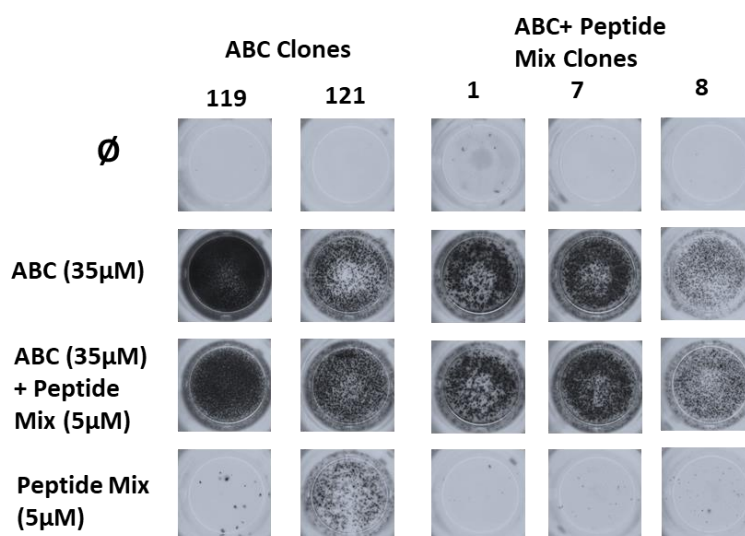 ABC Clones
ABC+ Peptide
Mix Clones
119
121
1
7
8
Ø
ABC (35µM)
ABC (35µM)
+ Peptide
Mix (5µM)
Peptide Mix
(5µM)